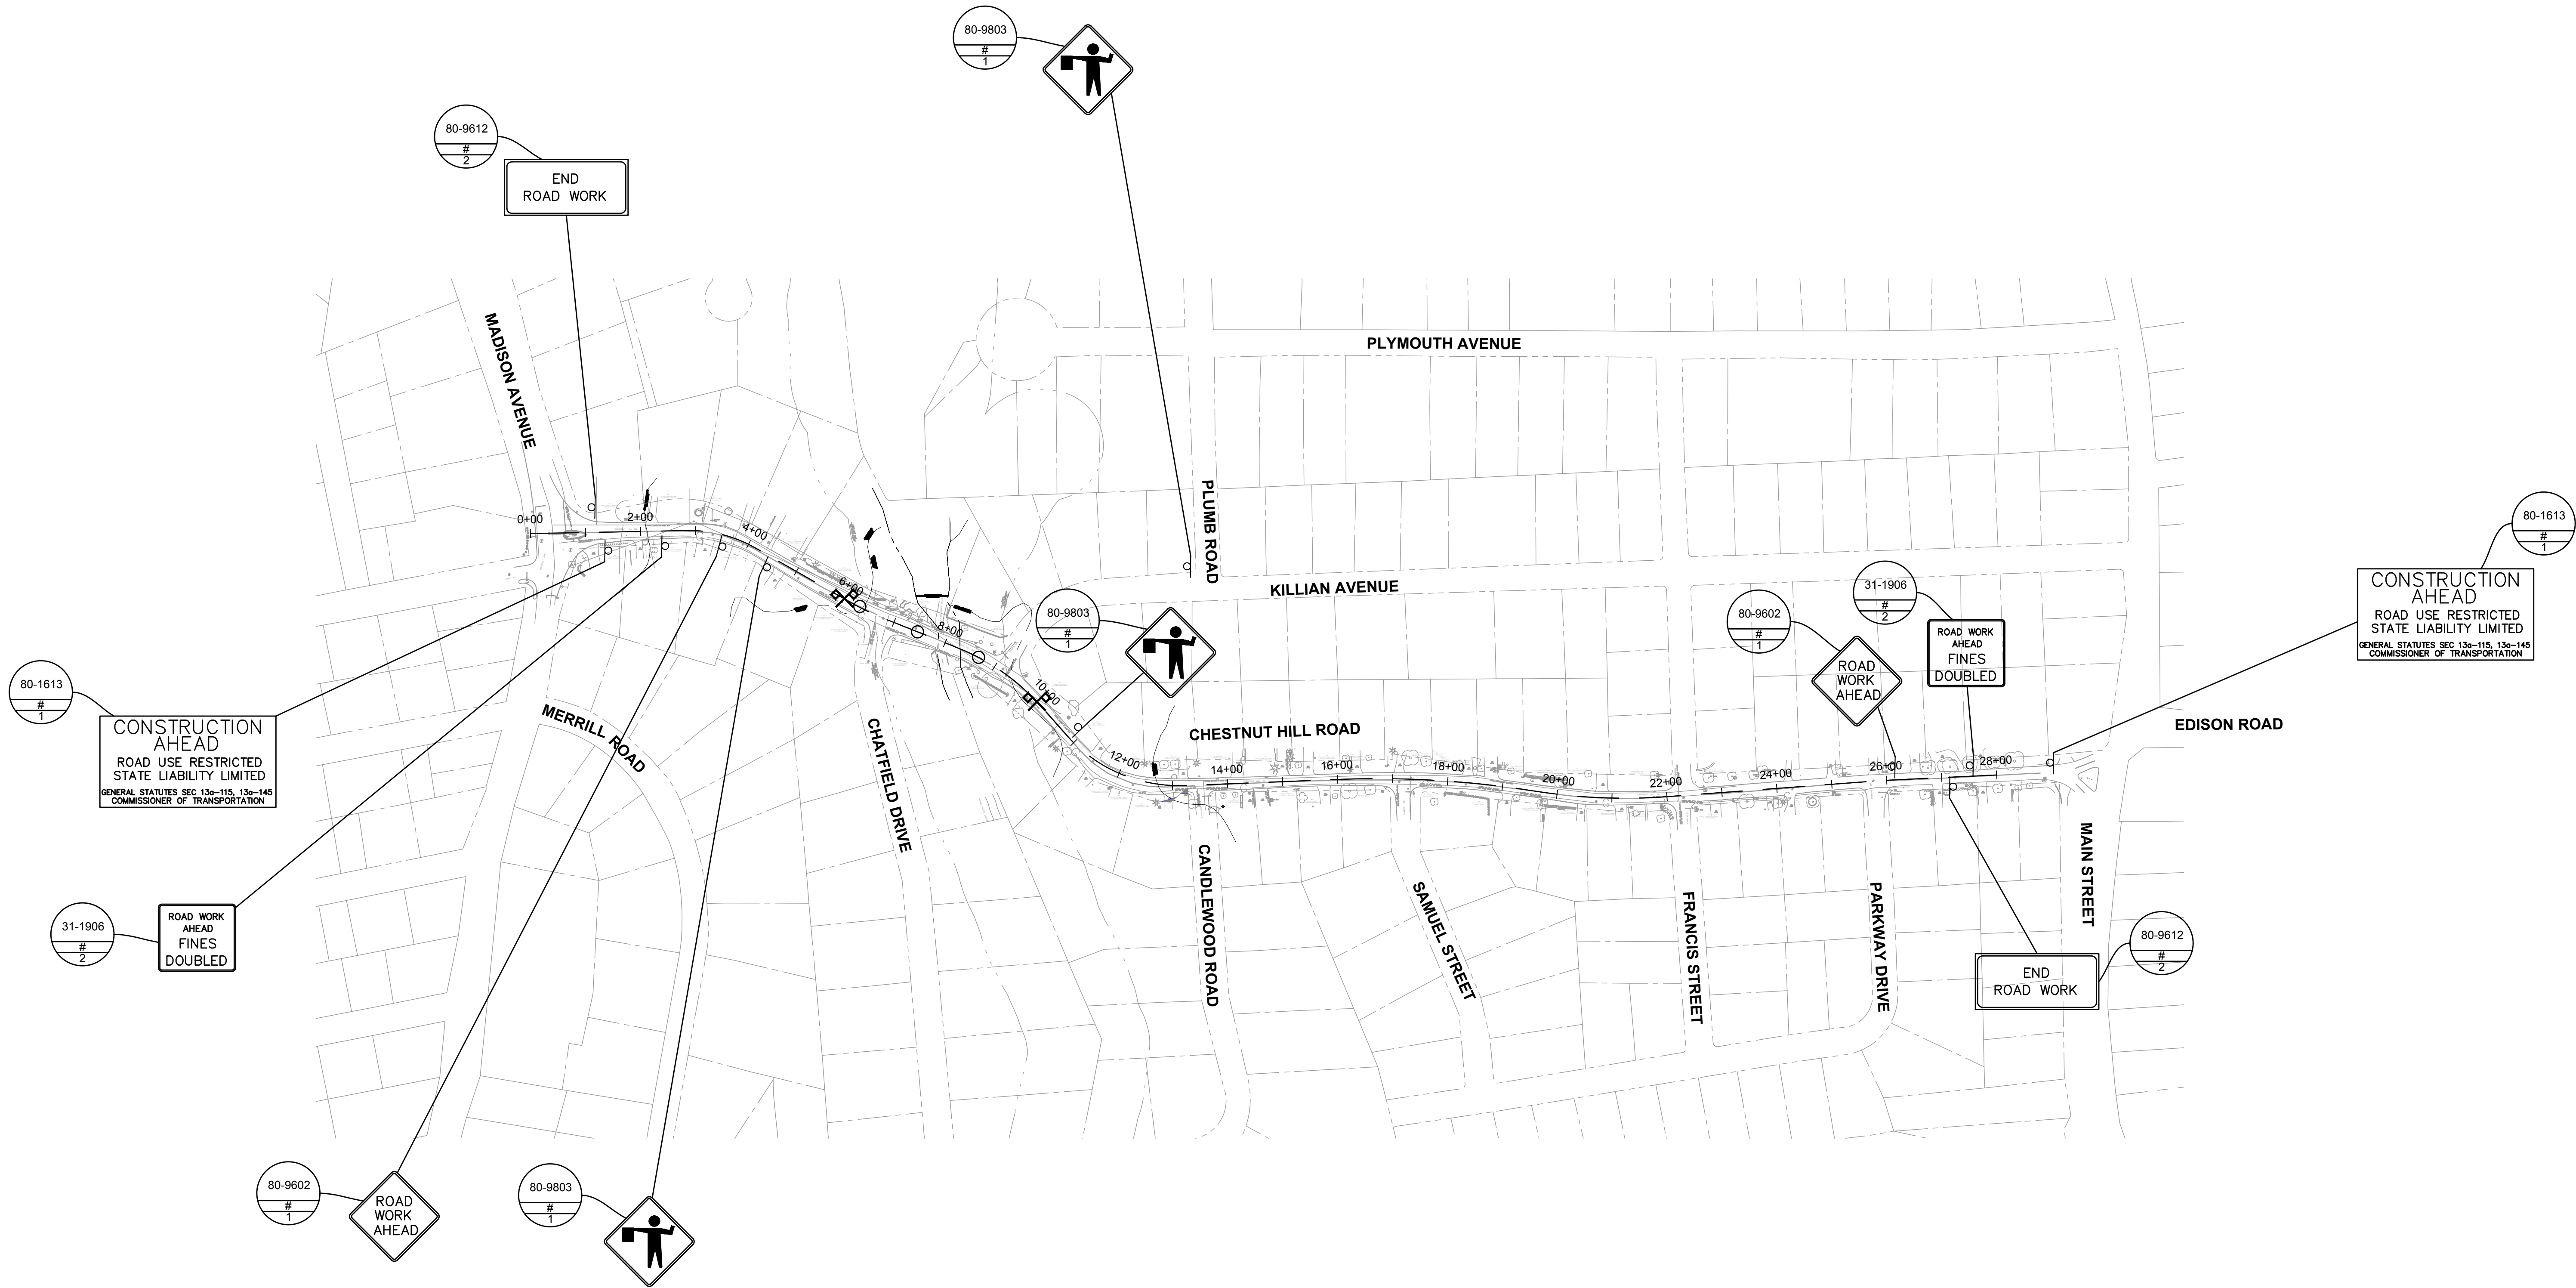 80-9803
#
1
80-9612
#
2
END
ROAD WORK
MADISON AVENUE
PLYMOUTH AVENUE
PLUMB ROAD
KILLIAN AVENUE
0+00
2+00
4+00
6+00
8+00
10+00
12+00
14+00
16+00
18+00
20+00
22+00
24+00
26+00
28+00
80-9803
#
1
80-9602
#
1
ROAD
WORK
AHEAD
31-1906
#
2
ROAD WORK
AHEAD
FINES
DOUBLED
80-1613
#
1
CONSTRUCTION
AHEAD
ROAD USE RESTRICTED
STATE LIABILITY LIMITED
GENERAL STATUTES SEC 13a-115, 13a-145
COMMISSIONER OF TRANSPORTATION
80-1613
#
1
CONSTRUCTION
AHEAD
ROAD USE RESTRICTED
STATE LIABILITY LIMITED
GENERAL STATUTES SEC 13a-115, 13a-145
COMMISSIONER OF TRANSPORTATION
MERRILL ROAD
CHATFIELD DRIVE
CHESTNUT HILL ROAD
EDISON ROAD
CANDLEWOOD ROAD
SAMUEL STREET
FRANCIS STREET
PARKWAY DRIVE
MAIN STREET
31-1906
#
2
ROAD WORK
AHEAD
FINES
DOUBLED
END
ROAD WORK
80-9612
#
2
80-9602
#
1
ROAD
WORK
AHEAD
80-9803
#
1